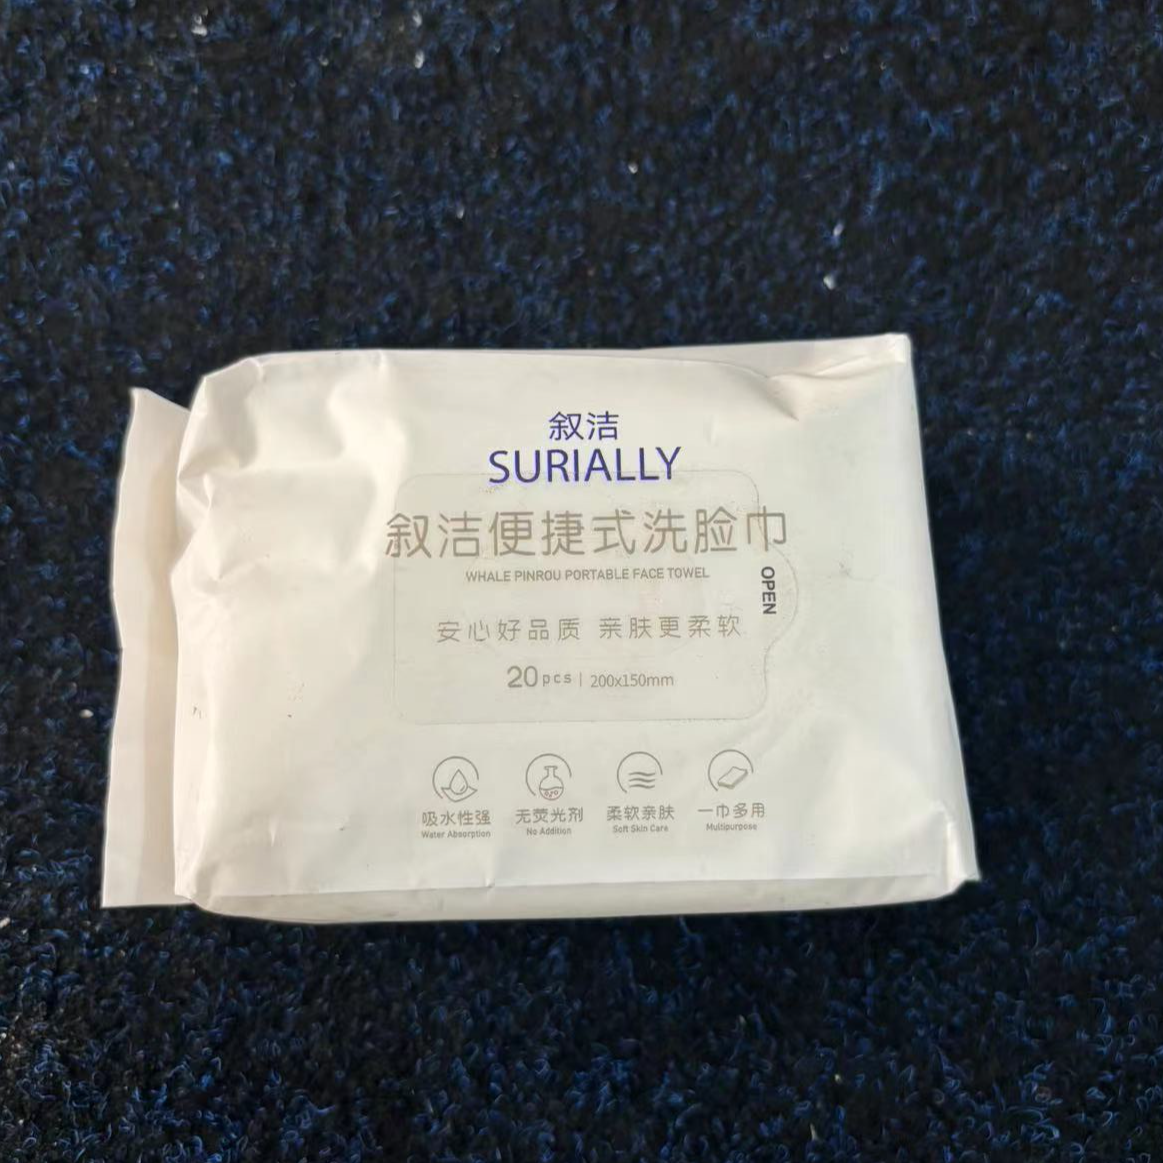 叙洁
SURIALLY
叙洁便捷式洗脸巾
WHALE PINROU PORTABLE FACE TOWEL
OPEN
安心好品质 亲肤更柔软
20pcs | 200x150mm
吸水性强 无荧光剂 柔软亲肤 一巾多用
Water Absorption No Addition Soft Skin Care Multipurpose